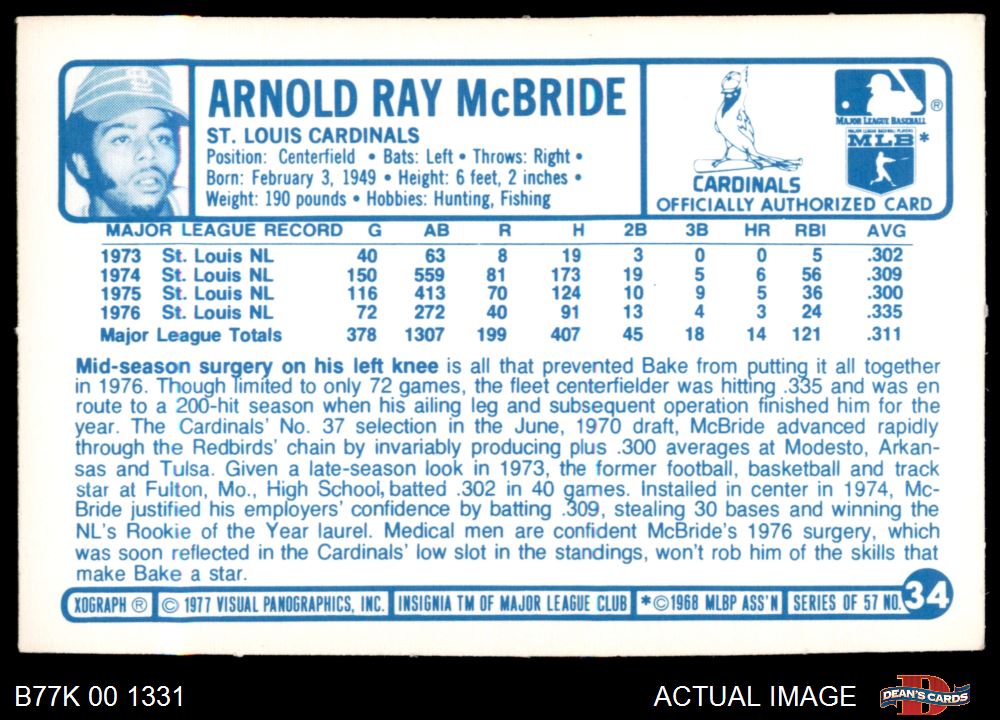 ARNOLD RAY McBRIDE
ST. LOUIS CARDINALS
Position: Centerfield • Bats: Left • Throws: Right •
Born: February 3, 1949 • Height: 6 feet, 2 inches •
Weight: 190 pounds • Hobbies: Hunting, Fishing
CARDINALS
MAJOR LEAGUE BASEBALL ®
MAJOR LEAGUE BASEBALL PLAYERS
MLB *
OFFICIALLY AUTHORIZED CARD
MAJOR LEAGUE RECORD G AB R H 2B 3B HR RBI AVG
1973 St. Louis NL 40 63 8 19 3 0 0 5 .302
1974 St. Louis NL 150 559 81 173 19 5 6 56 .309
1975 St. Louis NL 116 413 70 124 10 9 5 36 .300
1976 St. Louis NL 72 272 40 91 13 4 3 24 .335
Major League Totals 378 1307 199 407 45 18 14 121 .311
Mid-season surgery on his left knee is all that prevented Bake from putting it all together
in 1976. Though limited to only 72 games, the fleet centerfielder was hitting .335 and was en
route to a 200-hit season when his ailing leg and subsequent operation finished him for the
year. The Cardinals' No. 37 selection in the June, 1970 draft, McBride advanced rapidly
through the Redbirds' chain by invariably producing plus .300 averages at Modesto, Arkan-
sas and Tulsa. Given a late-season look in 1973, the former football, basketball and track
star at Fulton, Mo., High School, batted .302 in 40 games. Installed in center in 1974, Mc-
Bride justified his employers' confidence by batting .309, stealing 30 bases and winning the
NL's Rookie of the Year laurel. Medical men are confident McBride's 1976 surgery, which
was soon reflected in the Cardinals' low slot in the standings, won't rob him of the skills that
make Bake a star.
XOGRAPH ® © 1977 VISUAL PANOGRAPHICS, INC. INSIGNIA TM OF MAJOR LEAGUE CLUB *©1968 MLBP ASS'N SERIES OF 57 NO. 34
B77K 00 1331 ACTUAL IMAGE DEAN'S CARDS